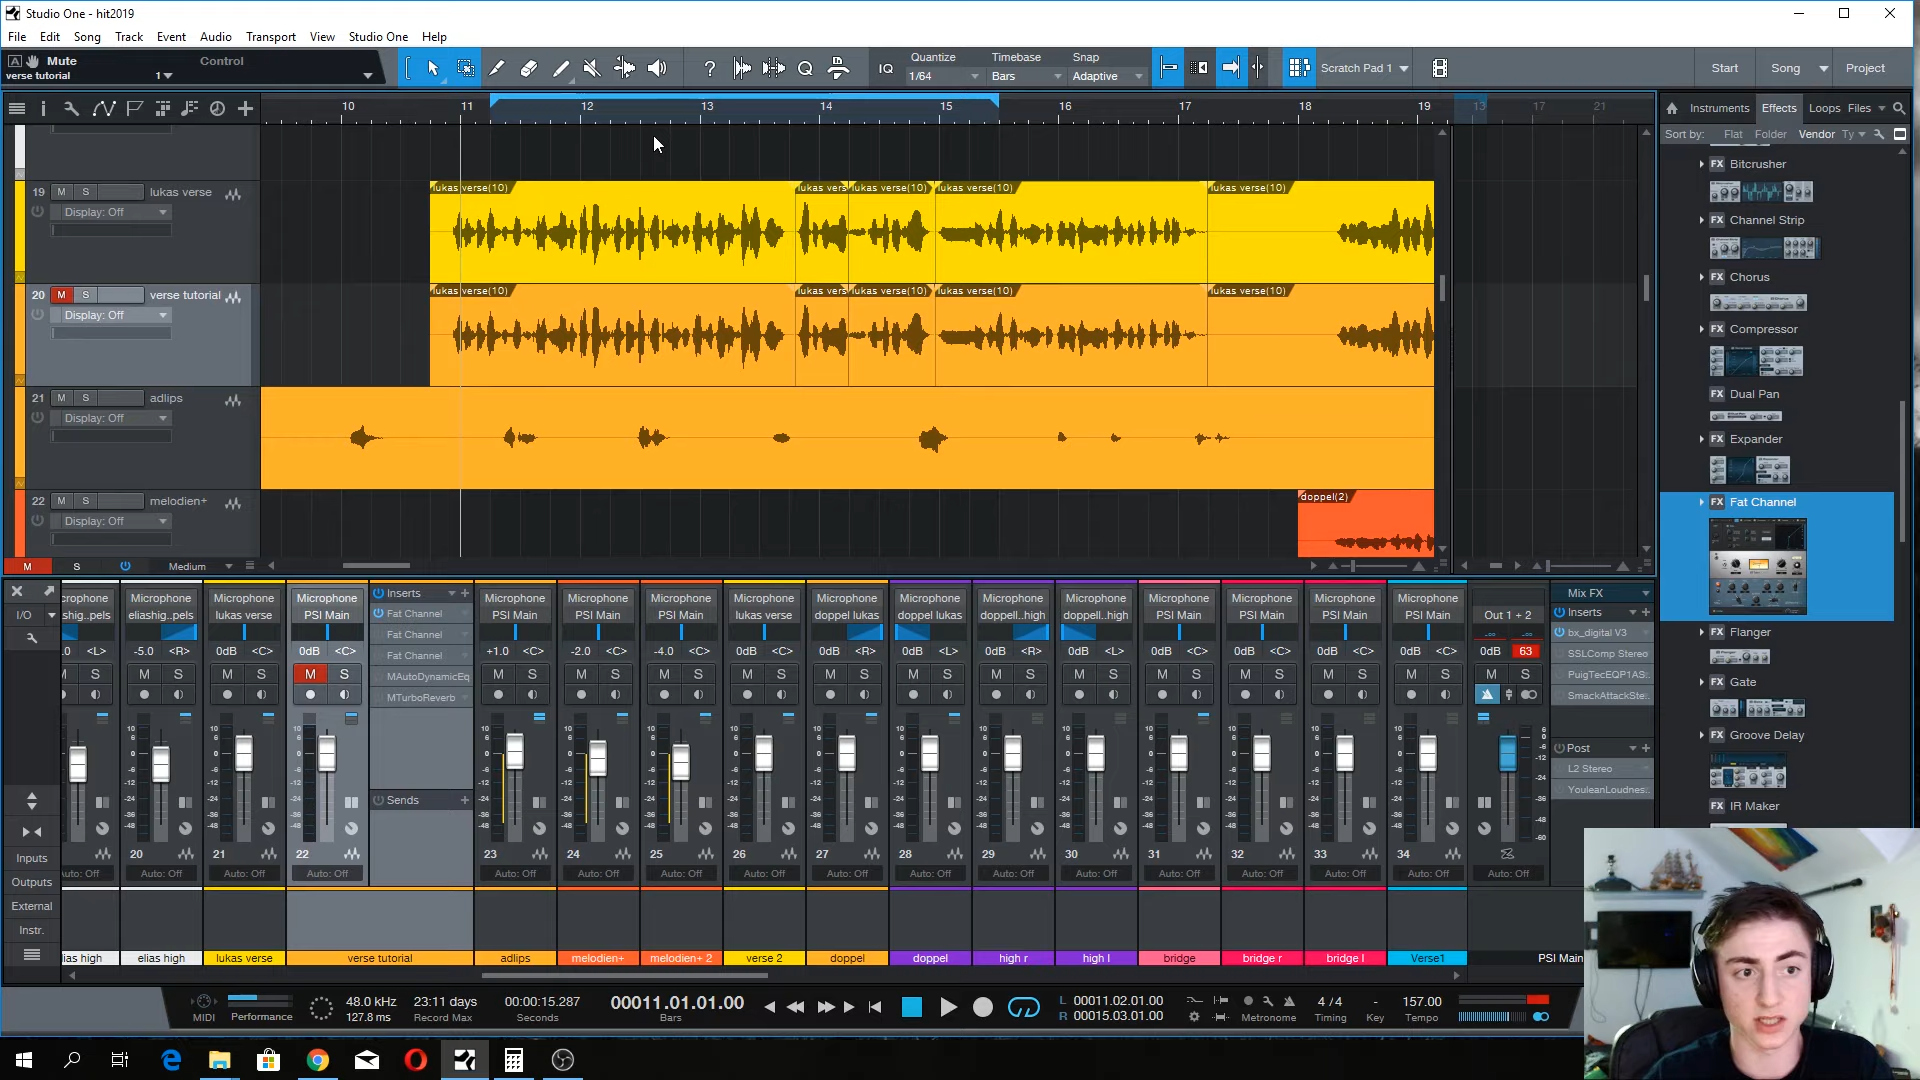 Studio One - hit2019
File Edit Song Track Event Audio Transport View Studio One Help
Mute Control
verse tutorial 1
Quantize Timebase Snap
IQ 1/64 Bars Adaptive Scratch Pad 1 Start Song Project
10 11 12 13 14 15 16 17 18 19 13 17 21
Instruments Effects Loops Files
Sort by: Flat Folder Vendor Ty
FX Bitcrusher
FX Channel Strip
FX Chorus
FX Compressor
FX Dual Pan
FX Expander
FX Fat Channel
FX Flanger
FX Gate
FX Groove Delay
FX IR Maker
19 M S lukas verse
Display: Off
lukas verse(10) lukas vers lukas verse(10) lukas verse(10) lukas verse(10)
20 M S verse tutorial
Display: Off
lukas verse(10) lukas vers lukas verse(10) lukas verse(10) lukas verse(10)
21 M S adlips
Display: Off
22 M S melodien+
Display: Off
doppel(2)
M S Medium
I/O
Inputs
Outputs
External
Instr.
crophone Microphone Microphone Microphone Microphone Microphone Microphone Microphone Microphone Microphone Microphone Microphone Microphone Microphone Microphone Microphone
shig..pels eliashig..pels lukas verse PSI Main PSI Main PSI Main PSI Main lukas verse doppel lukas doppel lukas doppell..high doppell..high PSI Main PSI Main PSI Main PSI Main Out 1 + 2
.0 <L> -5.0 <R> 0dB <C> 0dB <C> +1.0 <C> -2.0 <C> -4.0 <C> 0dB <C> 0dB <R> 0dB <L> 0dB <R> 0dB <L> 0dB <C> 0dB <C> 0dB <C> 0dB <C> 0dB 63
Inserts
Fat Channel
Fat Channel
Fat Channel
MAutoDynamicEq
MTurboReverb
Sends
Mix FX
Inserts
bx_digital V3
SSLComp Stereo
PuigTecEQP1AS..
SmackAttackSte..
Post
L2 Stereo
YouleanLoudnes..
20 21 22 23 24 25 26 27 28 29 30 31 32 33 34
Auto: Off Auto: Off Auto: Off Auto: Off Auto: Off Auto: Off Auto: Off Auto: Off Auto: Off Auto: Off Auto: Off Auto: Off Auto: Off Auto: Off Auto: Off Auto: Off
lias high elias high lukas verse verse tutorial adlips melodien+ melodien+ 2 verse 2 doppel doppel high r high l bridge bridge r bridge l Verse1 PSI Main
MIDI Performance
48.0 kHz 23:11 days 00:00:15.287 00011.01.01.00
127.8 ms Record Max Seconds Bars
L 00011.02.01.00
R 00015.03.01.00
Metronome
4 / 4 - 157.00
Timing Key Tempo